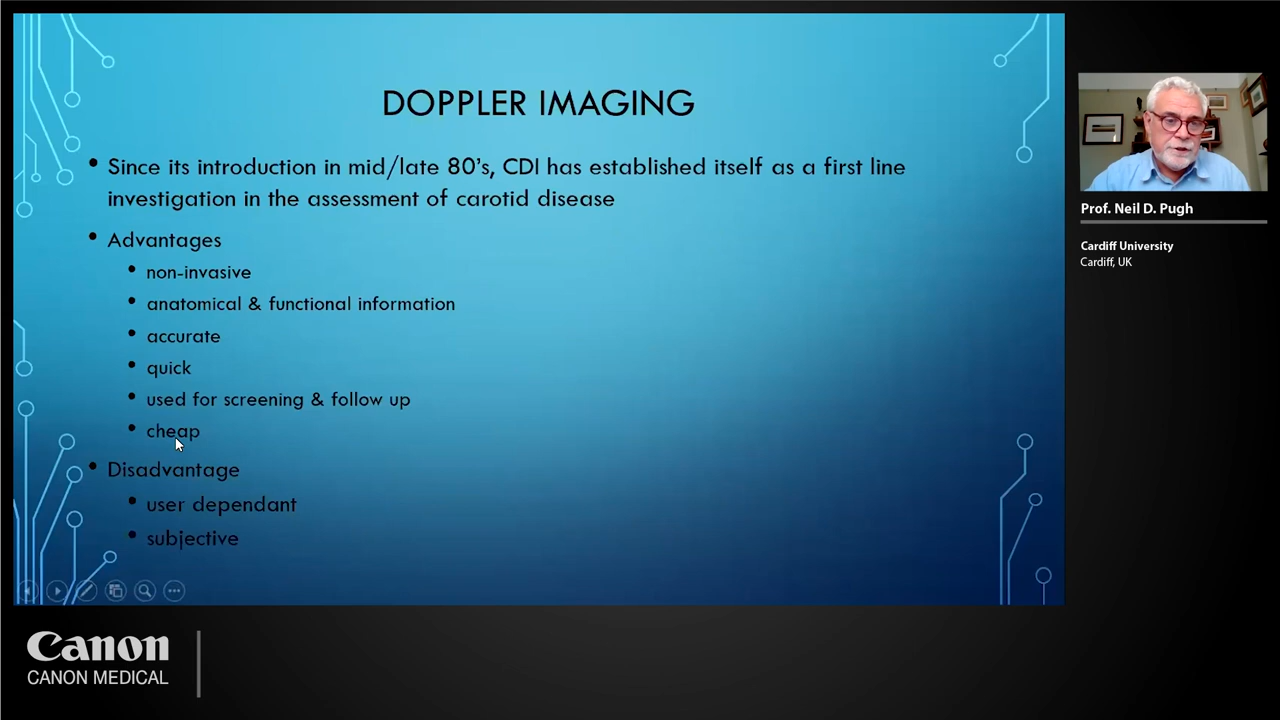 DOPPLER IMAGING
Since its introduction in mid/late 80's, CDI has established itself as a first line
investigation in the assessment of carotid disease
Advantages
non-invasive
anatomical & functional information
accurate
quick
used for screening & follow up
cheap
Disadvantage
user dependant
subjective
Prof. Neil D. Pugh
Cardiff University
Cardiff, UK
Canon
CANON MEDICAL